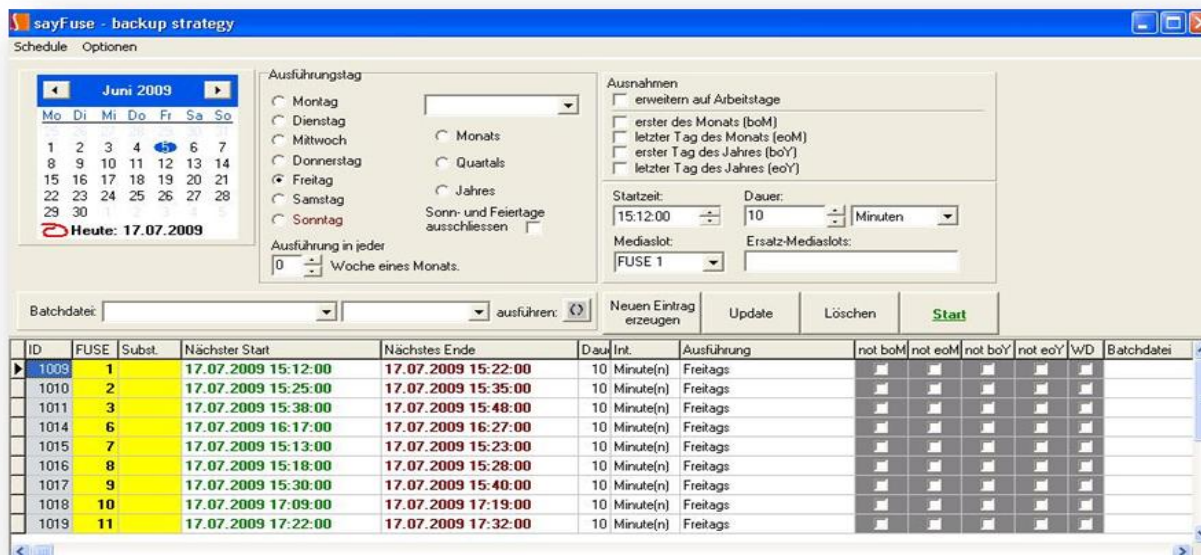 sayFuse - backup strategy
Schedule Optionen
Juni 2009
Mo Di Mi Do Fr Sa So
1 2 3 4 5 6 7
8 9 10 11 12 13 14
15 16 17 18 19 20 21
22 23 24 25 26 27 28
29 30 1 2 3 4 5
Heute: 17.07.2009
Ausführungstag
Montag
Dienstag
Mittwoch
Donnerstag
Freitag
Samstag
Sonntag
Monats
Quartals
Jahres
Sonn- und Feiertage
ausschliessen
Ausführung in jeder
0 Woche eines Monats.
Ausnahmen
erweitern auf Arbeitstage
erster des Monats (boM)
letzter Tag des Monats (eoM)
erster Tag des Jahres (boY)
letzter Tag des Jahres (eoY)
Startzeit: Dauer:
15:12:00 10 Minuten
Mediaslot: Ersatz-Mediaslots:
FUSE 1
Batchdatei: ausführen:
Neuen Eintrag
erzeugen
Update
Löschen
Start
ID FUSE Subst. Nächster Start Nächstes Ende Dau Int. Ausführung not boM not eoM not boY not eoY WD Batchdatei
1009 1 17.07.2009 15:12:00 17.07.2009 15:22:00 10 Minute(n) Freitags
1010 2 17.07.2009 15:25:00 17.07.2009 15:35:00 10 Minute(n) Freitags
1011 3 17.07.2009 15:38:00 17.07.2009 15:48:00 10 Minute(n) Freitags
1014 6 17.07.2009 16:17:00 17.07.2009 16:27:00 10 Minute(n) Freitags
1015 7 17.07.2009 15:13:00 17.07.2009 15:23:00 10 Minute(n) Freitags
1016 8 17.07.2009 15:18:00 17.07.2009 15:28:00 10 Minute(n) Freitags
1017 9 17.07.2009 15:30:00 17.07.2009 15:40:00 10 Minute(n) Freitags
1018 10 17.07.2009 17:09:00 17.07.2009 17:19:00 10 Minute(n) Freitags
1019 11 17.07.2009 17:22:00 17.07.2009 17:32:00 10 Minute(n) Freitags